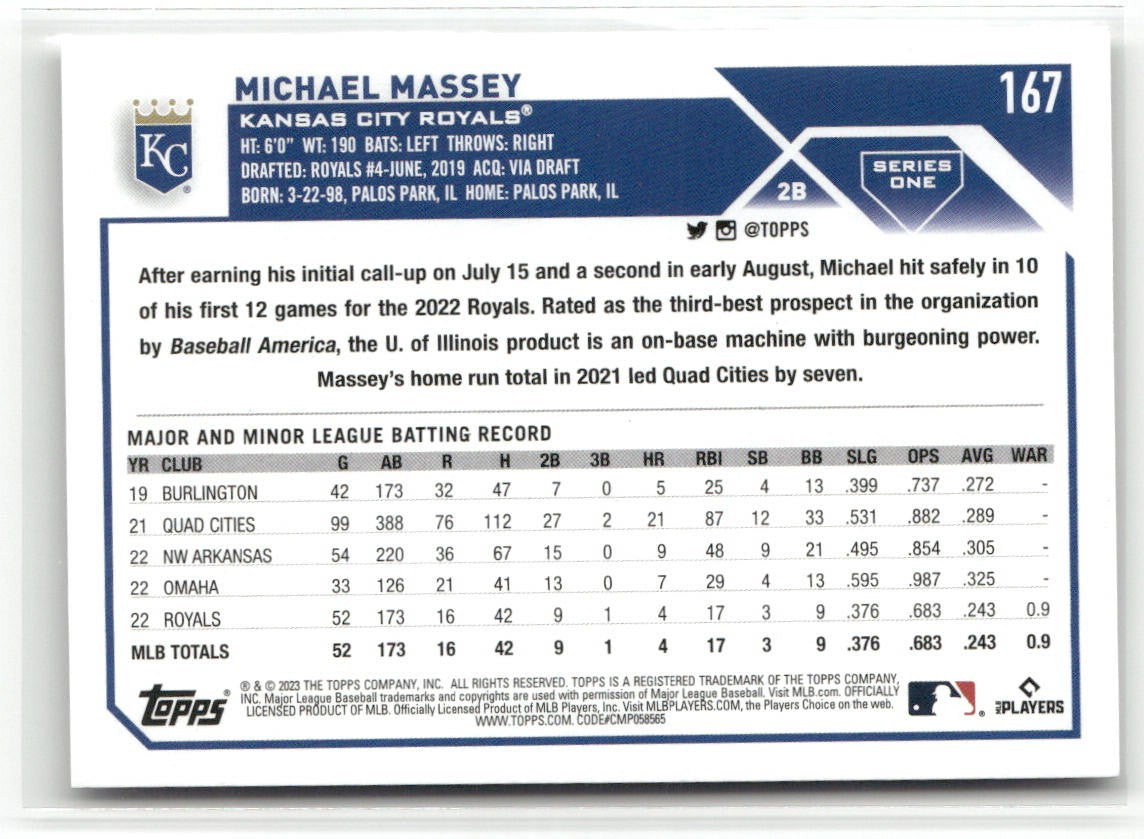 MICHAEL MASSEY
167
KANSAS CITY ROYALS®
HT: 6'0" WT: 190 BATS: LEFT THROWS: RIGHT
DRAFTED: ROYALS #4-JUNE, 2019 ACQ: VIA DRAFT
BORN: 3-22-98, PALOS PARK, IL HOME: PALOS PARK, IL
KC
®
2B
SERIES
ONE
@TOPPS
After earning his initial call-up on July 15 and a second in early August, Michael hit safely in 10
of his first 12 games for the 2022 Royals. Rated as the third-best prospect in the organization
by Baseball America, the U. of Illinois product is an on-base machine with burgeoning power.
Massey's home run total in 2021 led Quad Cities by seven.
MAJOR AND MINOR LEAGUE BATTING RECORD
YR CLUB G AB R H 2B 3B HR RBI SB BB SLG OPS AVG WAR
19 BURLINGTON 42 173 32 47 7 0 5 25 4 13 .399 .737 .272 -
21 QUAD CITIES 99 388 76 112 27 2 21 87 12 33 .531 .882 .289 -
22 NW ARKANSAS 54 220 36 67 15 0 9 48 9 21 .495 .854 .305 -
22 OMAHA 33 126 21 41 13 0 7 29 4 13 .595 .987 .325 -
22 ROYALS 52 173 16 42 9 1 4 17 3 9 .376 .683 .243 0.9
MLB TOTALS 52 173 16 42 9 1 4 17 3 9 .376 .683 .243 0.9
Topps®
® & © 2023 THE TOPPS COMPANY, INC. ALL RIGHTS RESERVED. TOPPS IS A REGISTERED TRADEMARK OF THE TOPPS COMPANY,
INC. Major League Baseball trademarks and copyrights are used with permission of Major League Baseball. Visit MLB.com. OFFICIALLY
LICENSED PRODUCT OF MLB. Officially Licensed Product of MLB Players, Inc. Visit MLBPLAYERS.COM, the Players Choice on the web.
WWW.TOPPS.COM. CODE#CMP058565
®
MLB PLAYERS